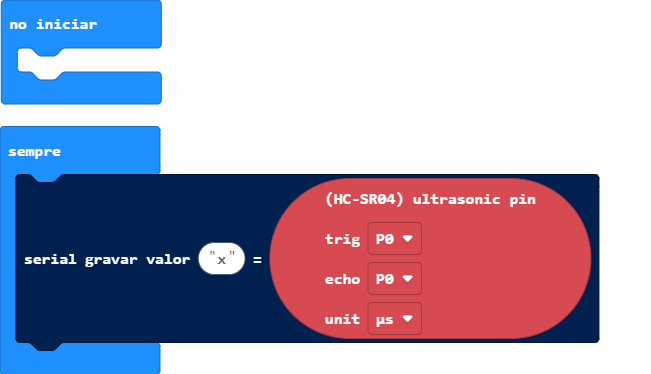 no iniciar
sempre
(HC-SR04) ultrasonic pin
trig P0
serial gravar valor "x" =
echo P0
unit µs